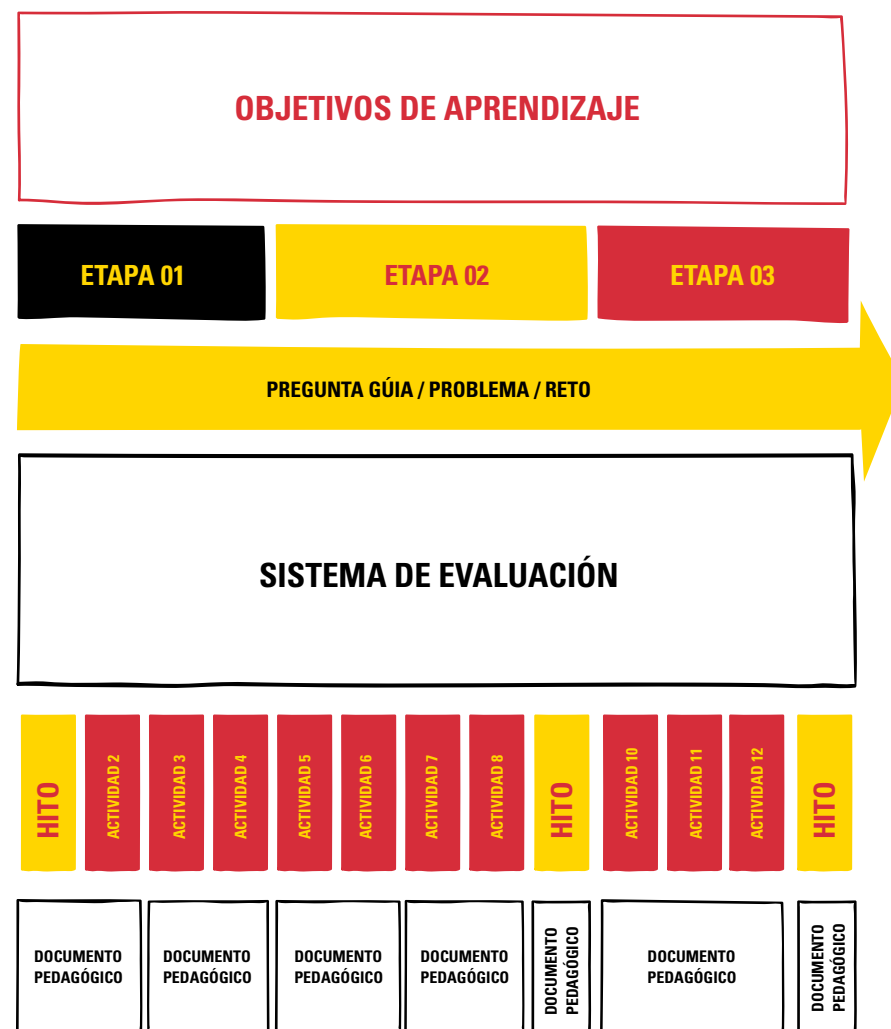 OBJETIVOS DE APRENDIZAJE
ETAPA 01
ETAPA 02
ETAPA 03
PREGUNTA GÚIA / PROBLEMA / RETO
SISTEMA DE EVALUACIÓN
HITO
ACTIVIDAD 2
ACTIVIDAD 3
ACTIVIDAD 4
ACTIVIDAD 5
ACTIVIDAD 6
ACTIVIDAD 7
ACTIVIDAD 8
HITO
ACTIVIDAD 10
ACTIVIDAD 11
ACTIVIDAD 12
HITO
DOCUMENTO
PEDAGÓGICO
DOCUMENTO
PEDAGÓGICO
DOCUMENTO
PEDAGÓGICO
DOCUMENTO
PEDAGÓGICO
DOCUMENTO
PEDAGÓGICO
DOCUMENTO
PEDAGÓGICO
DOCUMENTO
PEDAGÓGICO